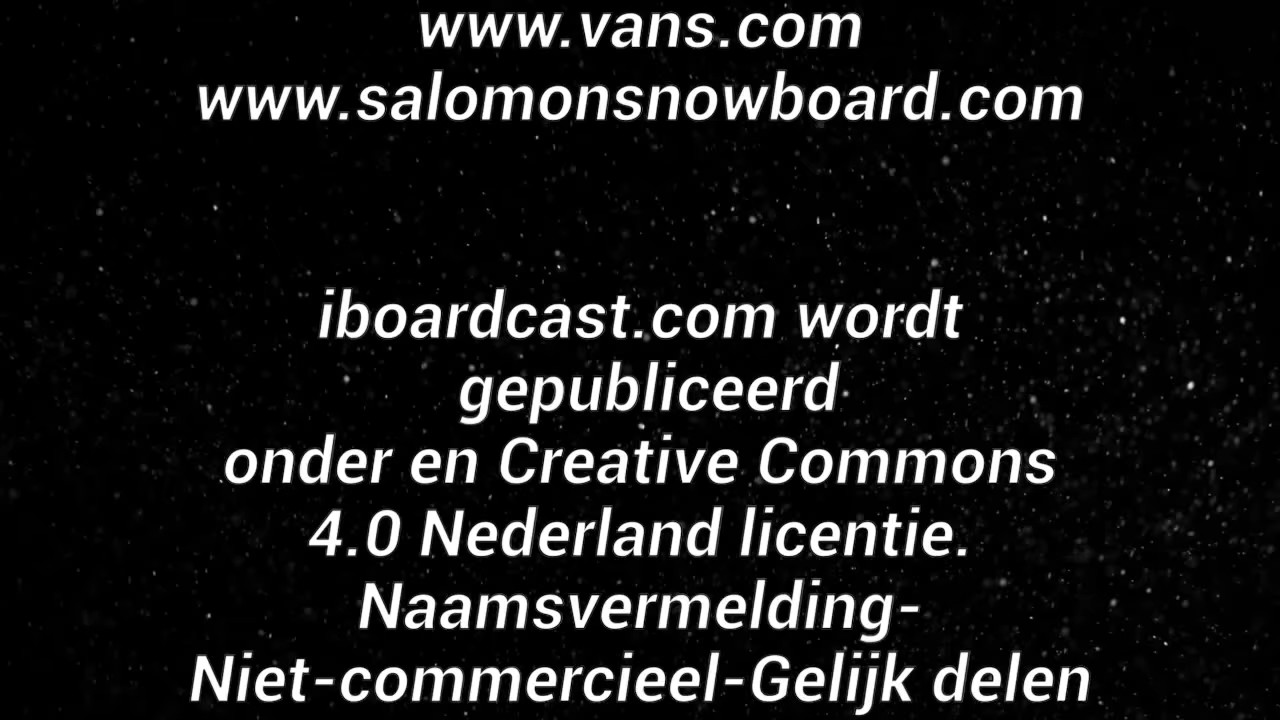 www.vans.com
www.salomonsnowboard.com
iboardcast.com wordt
gepubliceerd
onder en Creative Commons
4.0 Nederland licentie.
Naamsvermelding-
Niet-commercieel-Gelijk delen